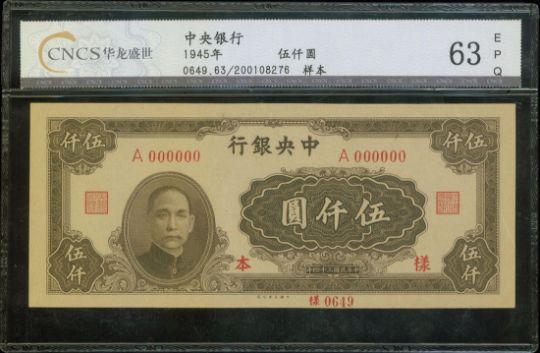 CNCS华龙盛世
中央银行
1945年 伍仟圆
0649.63/200108276 样本
63
EPQ
伍仟 行銀央中 伍仟
A 000000 A 000000
圓仟伍
本 樣
伍仟 伍仟
樣 0649